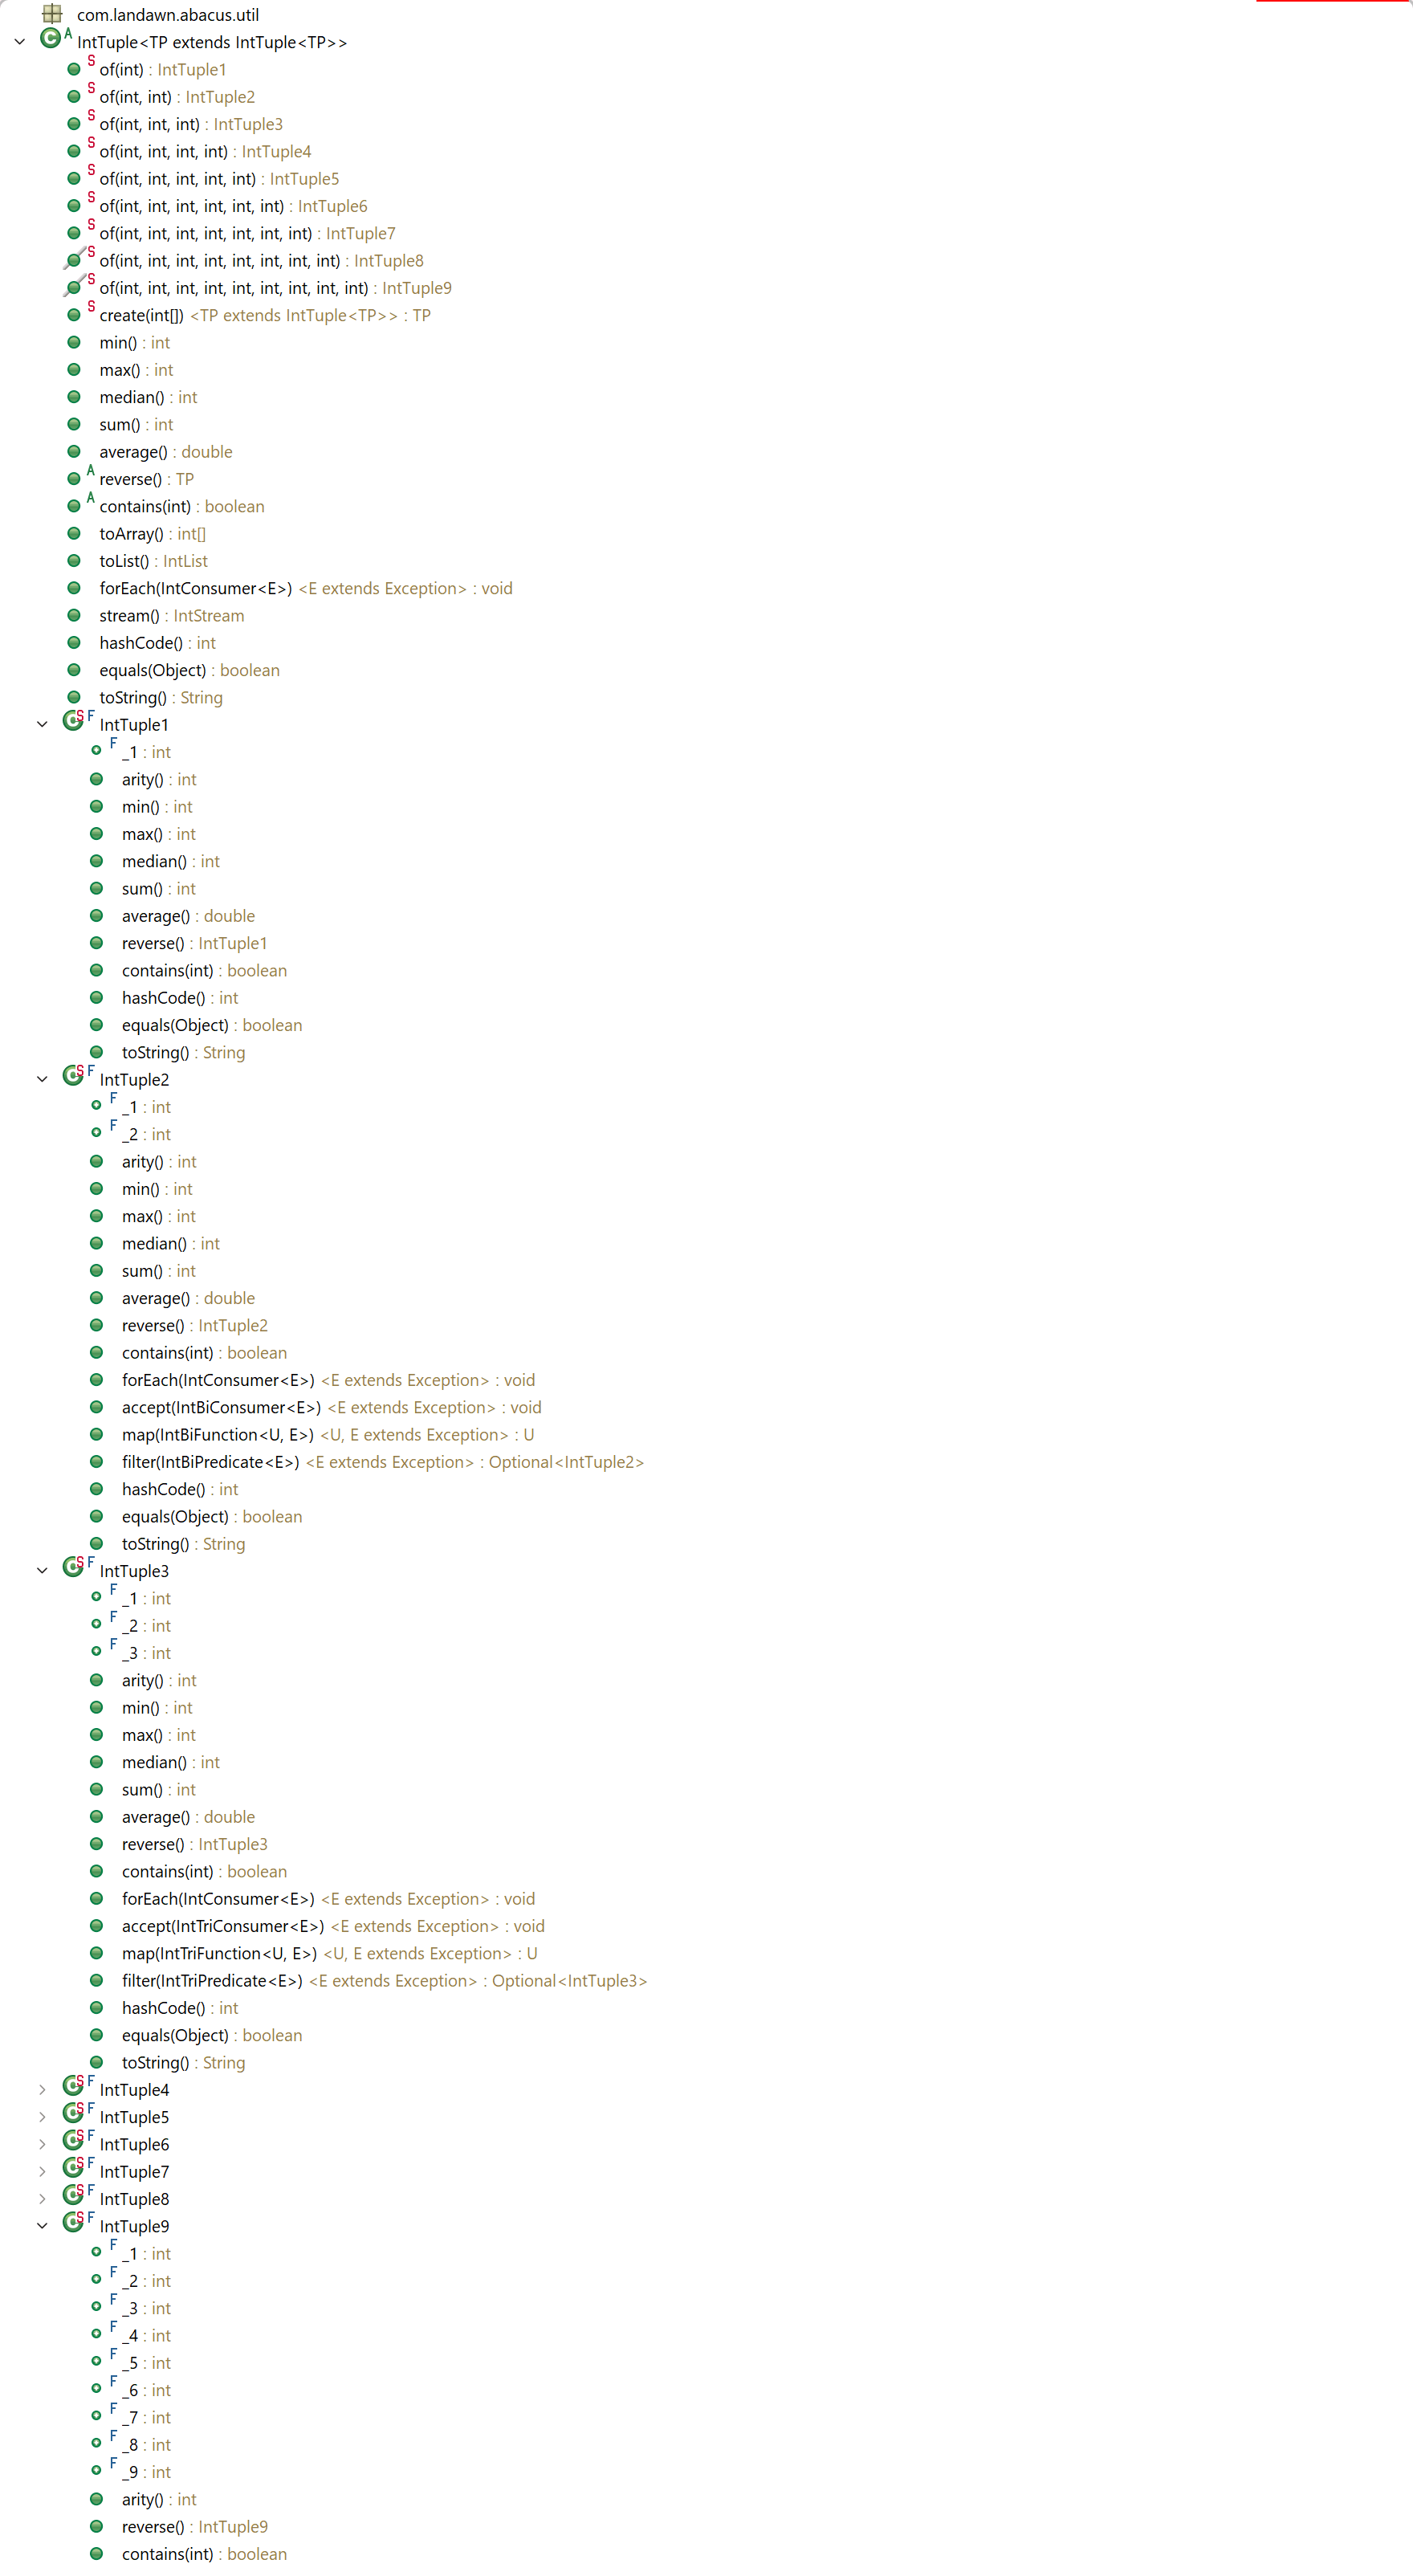 com.landawn.abacus.util
IntTuple<TP extends IntTuple<TP>>
of(int) : IntTuple1
of(int, int) : IntTuple2
of(int, int, int) : IntTuple3
of(int, int, int, int) : IntTuple4
of(int, int, int, int, int) : IntTuple5
of(int, int, int, int, int, int) : IntTuple6
of(int, int, int, int, int, int, int) : IntTuple7
of(int, int, int, int, int, int, int, int) : IntTuple8
of(int, int, int, int, int, int, int, int, int) : IntTuple9
create(int[]) <TP extends IntTuple<TP>> : TP
min() : int
max() : int
median() : int
sum() : int
average() : double
reverse() : TP
contains(int) : boolean
toArray() : int[]
toList() : IntList
forEach(IntConsumer<E>) <E extends Exception> : void
stream() : IntStream
hashCode() : int
equals(Object) : boolean
toString() : String
IntTuple1
_1 : int
arity() : int
min() : int
max() : int
median() : int
sum() : int
average() : double
reverse() : IntTuple1
contains(int) : boolean
hashCode() : int
equals(Object) : boolean
toString() : String
IntTuple2
_1 : int
_2 : int
arity() : int
min() : int
max() : int
median() : int
sum() : int
average() : double
reverse() : IntTuple2
contains(int) : boolean
forEach(IntConsumer<E>) <E extends Exception> : void
accept(IntBiConsumer<E>) <E extends Exception> : void
map(IntBiFunction<U, E>) <U, E extends Exception> : U
filter(IntBiPredicate<E>) <E extends Exception> : Optional<IntTuple2>
hashCode() : int
equals(Object) : boolean
toString() : String
IntTuple3
_1 : int
_2 : int
_3 : int
arity() : int
min() : int
max() : int
median() : int
sum() : int
average() : double
reverse() : IntTuple3
contains(int) : boolean
forEach(IntConsumer<E>) <E extends Exception> : void
accept(IntTriConsumer<E>) <E extends Exception> : void
map(IntTriFunction<U, E>) <U, E extends Exception> : U
filter(IntTriPredicate<E>) <E extends Exception> : Optional<IntTuple3>
hashCode() : int
equals(Object) : boolean
toString() : String
IntTuple4
IntTuple5
IntTuple6
IntTuple7
IntTuple8
IntTuple9
_1 : int
_2 : int
_3 : int
_4 : int
_5 : int
_6 : int
_7 : int
_8 : int
_9 : int
arity() : int
reverse() : IntTuple9
contains(int) : boolean